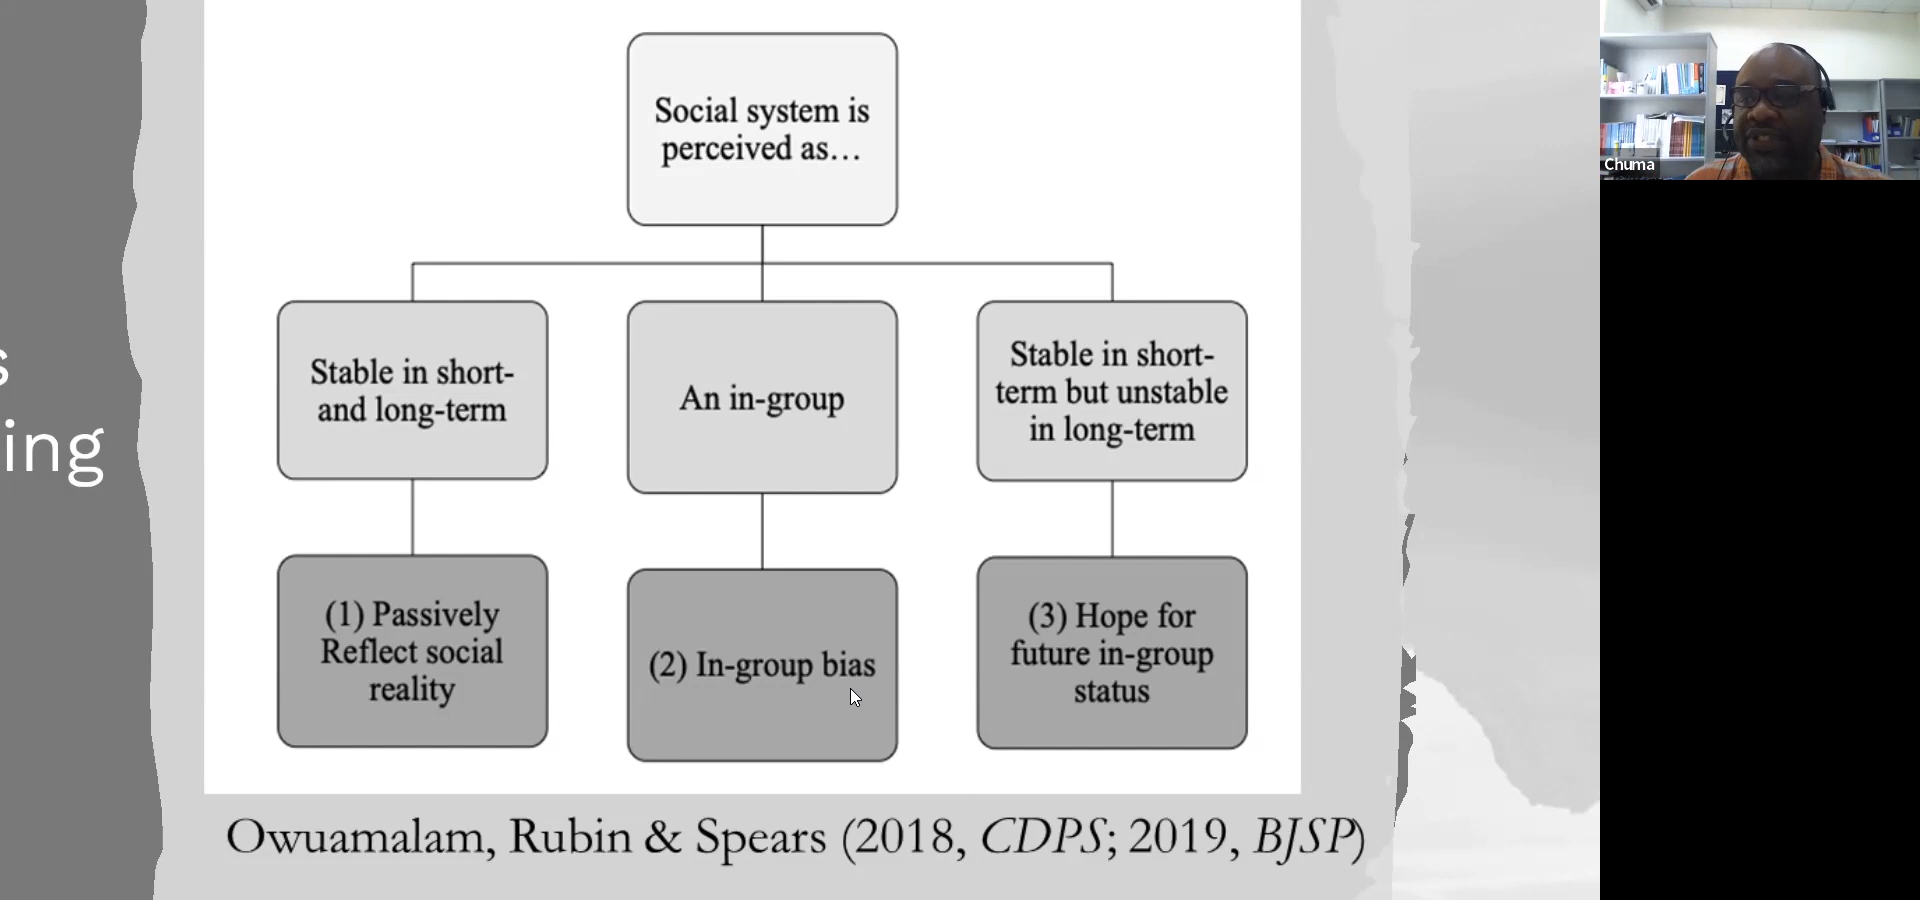 s
ing
Social system is
perceived as…
Stable in short-
and long-term
An in-group
Stable in short-
term but unstable
in long-term
(1) Passively
Reflect social
reality
(2) In-group bias
(3) Hope for
future in-group
status
Owuamalam, Rubin & Spears (2018, CDPS; 2019, BJSP)
Chuma